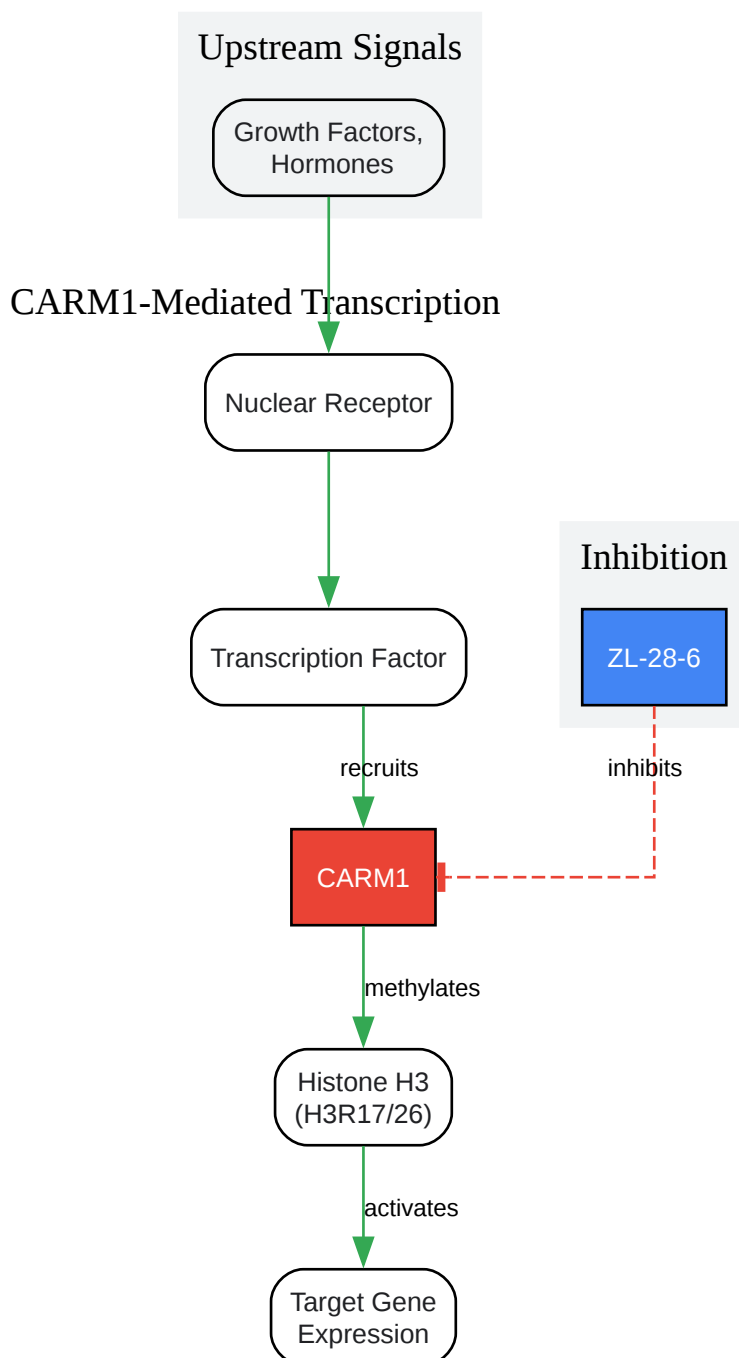 Upstream Signals
Growth Factors,
Hormones
CARM1-Mediated Transcription
Nuclear Receptor
Inhibition
Transcription Factor
ZL-28-6
recruits
inhibits
CARM1
methylates
Histone H3
(H3R17/26)
activates
Target Gene
Expression